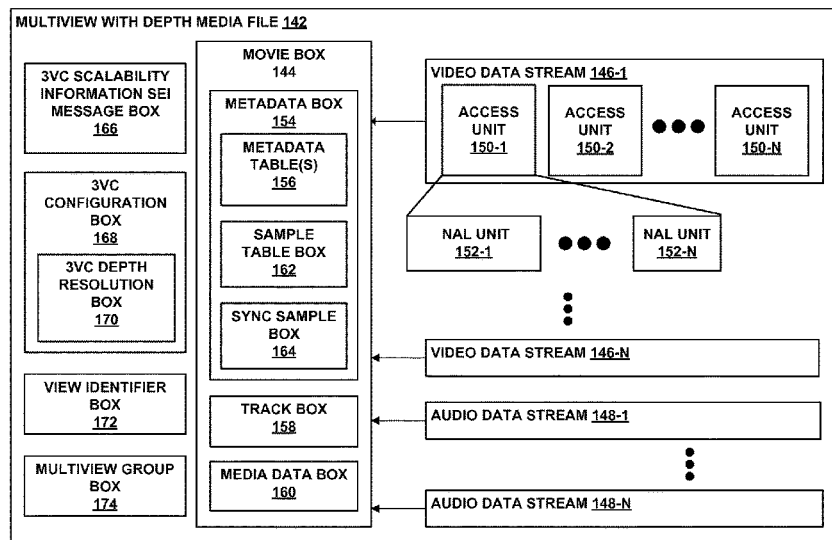 MULTIVIEW WITH DEPTH MEDIA FILE 142
3VC SCALABILITY
INFORMATION SEI
MESSAGE BOX
166
3VC
CONFIGURATION
BOX
168
3VC DEPTH
RESOLUTION
BOX
170
VIEW IDENTIFIER
BOX
172
MULTIVIEW GROUP
BOX
174
MOVIE BOX
144
METADATA BOX
154
METADATA
TABLE(S)
156
SAMPLE
TABLE BOX
162
SYNC SAMPLE
BOX
164
TRACK BOX
158
MEDIA DATA BOX
160
VIDEO DATA STREAM 146-1
ACCESS
UNIT
150-1
ACCESS
UNIT
150-2
ACCESS
UNIT
150-N
NAL UNIT
152-1
NAL UNIT
152-N
VIDEO DATA STREAM 146-N
AUDIO DATA STREAM 148-1
AUDIO DATA STREAM 148-N